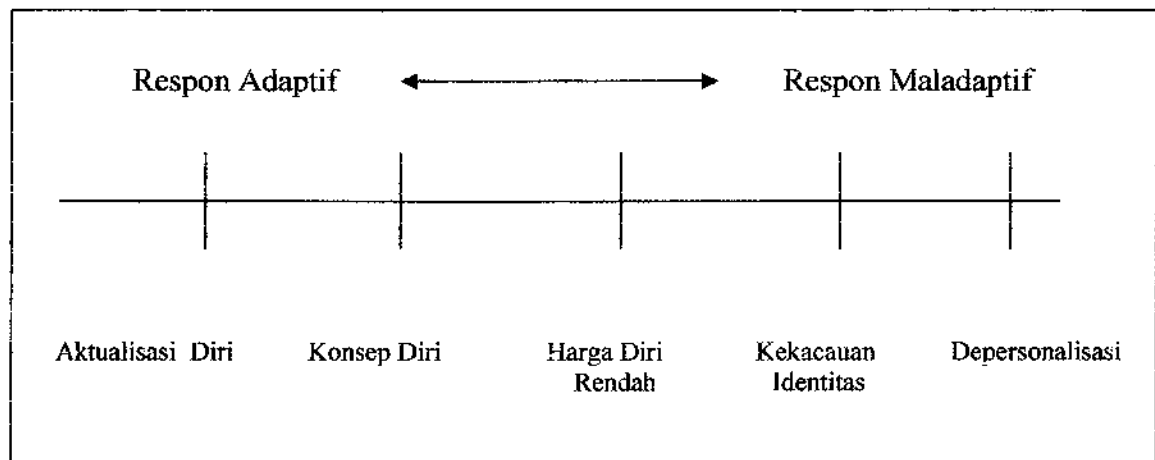 Respon Adaptif
Respon Maladaptif
Aktualisasi Diri
Konsep Diri
Harga Diri
Rendah
Kekacauan
Identitas
Depersonalisasi